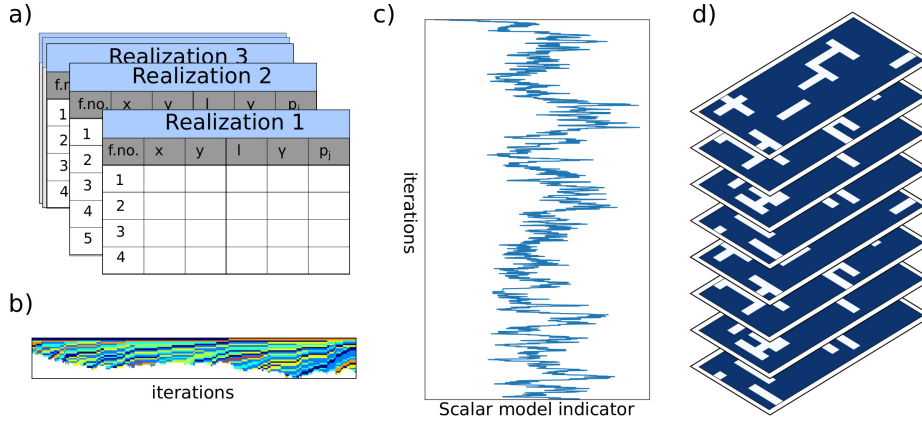 a)
Realization 3
Realization 2
f.no. x y l γ pj
Realization 1
f.no. x y l γ pj
1
2
3
4
1
2
3
4
5
1
2
3
4
b)
iterations
c)
iterations
Scalar model indicator
d)